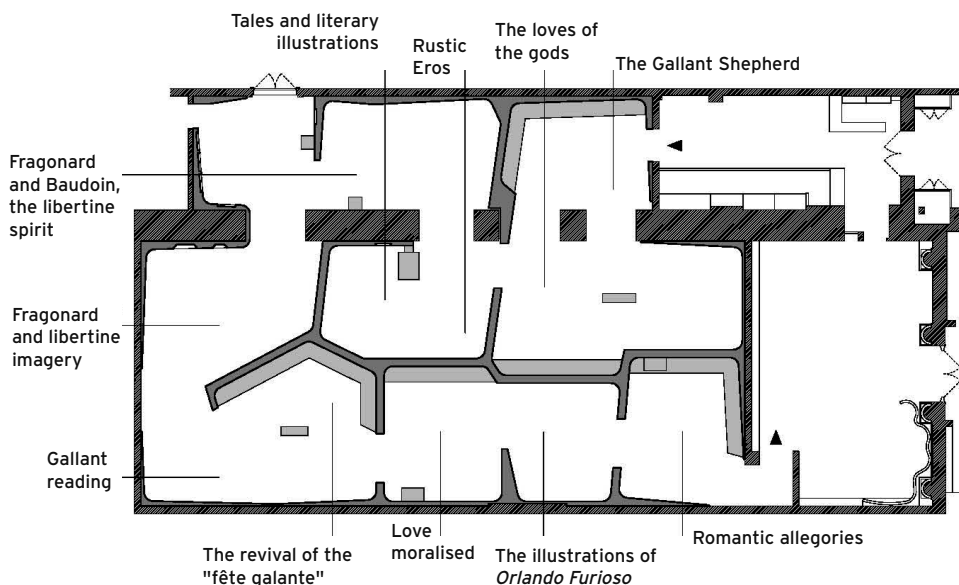 Tales and literary
illustrations
Rustic
Eros
The loves of
the gods
The Gallant Shepherd
Fragonard
and Baudoin,
the libertine
spirit
Fragonard
and libertine
imagery
Gallant
reading
The revival of the
"fête galante"
Love
moralised
The illustrations of
Orlando Furioso
Romantic allegories